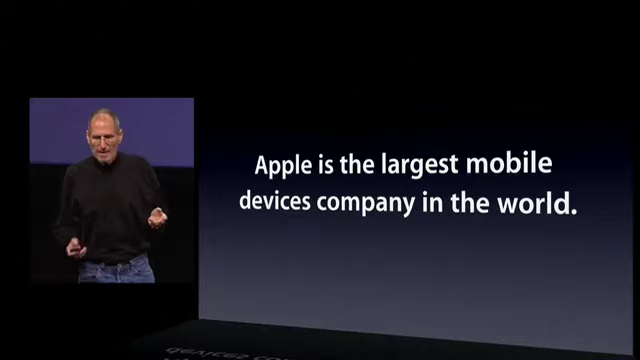 Apple is the largest mobile
devices company in the world.